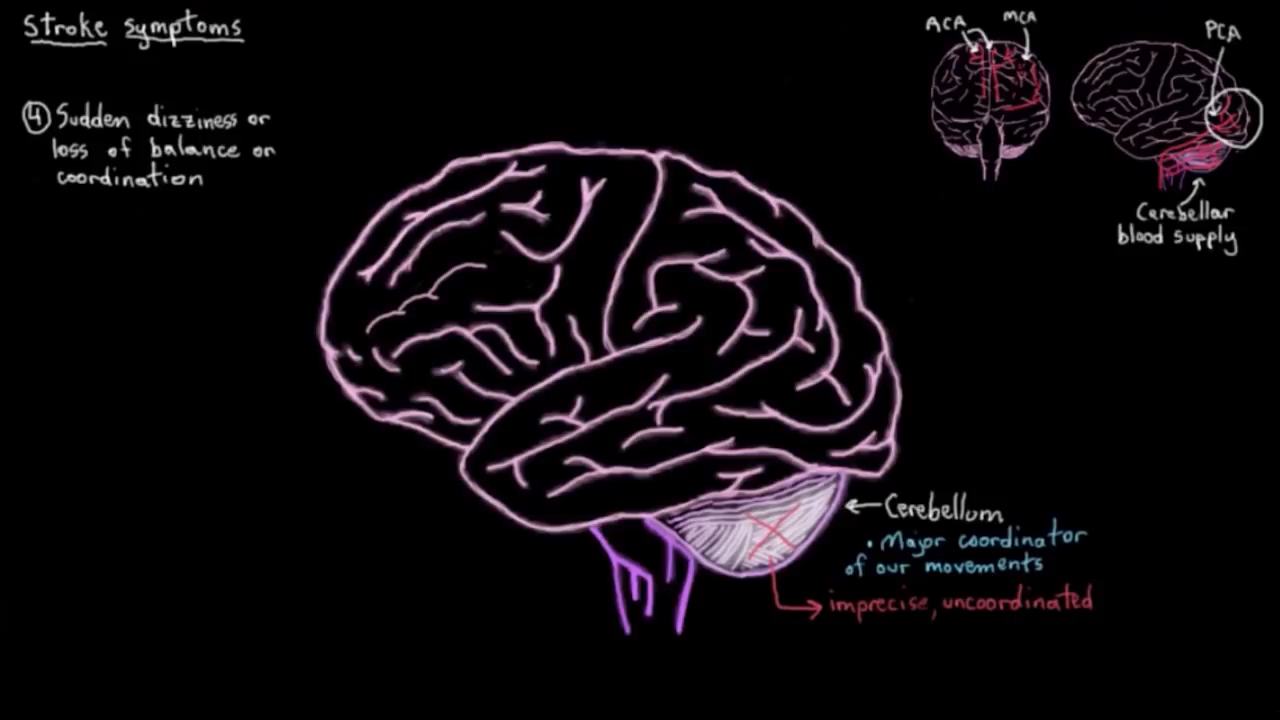 Stroke symptoms
4 Sudden dizziness or
loss of balance or
coordination
ACA
MCA
PCA
Cerebellar
blood supply
Cerebellum
• Major coordinator
of our movements
imprecise, uncoordinated